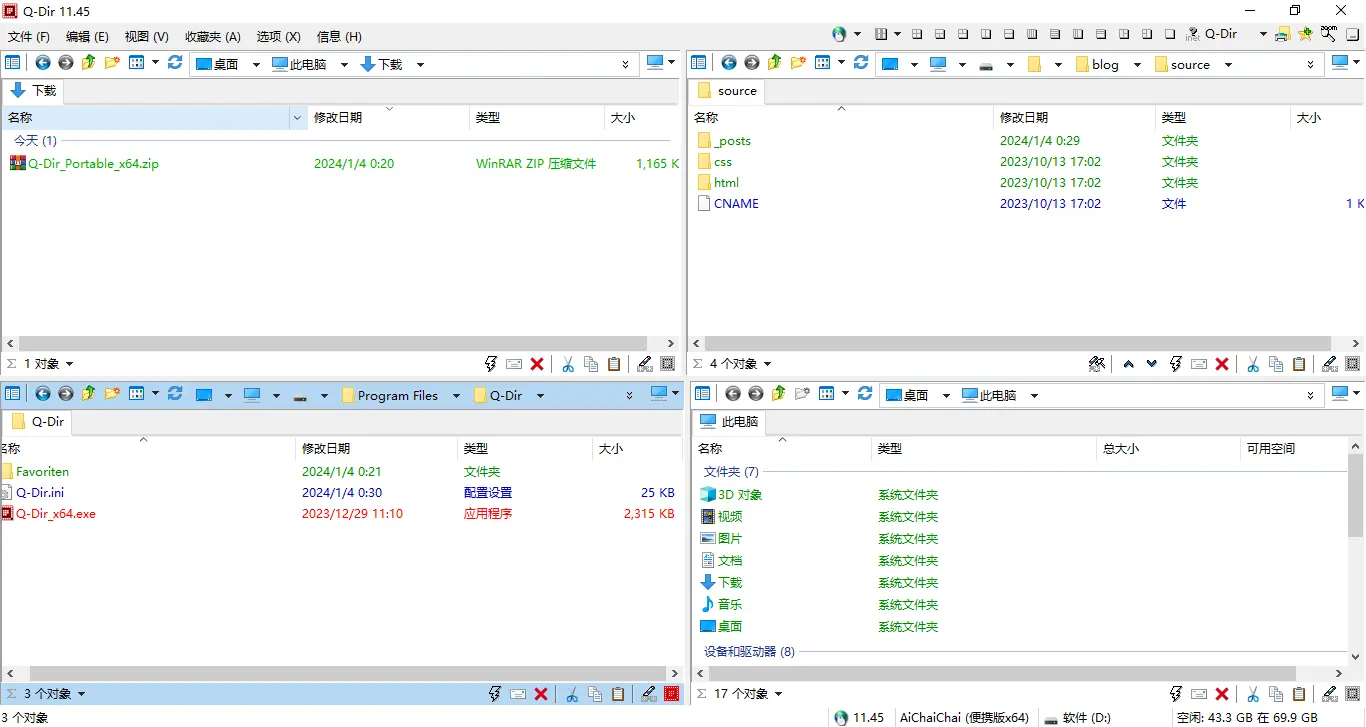 Q-Dir 11.45
文件 (F) 编辑 (E) 视图 (V) 收藏夹 (A) 选项 (X) 信息 (H) Q-Dir
桌面 此电脑 下载
下载
名称 修改日期 类型 大小
今天 (1)
Q-Dir_Portable_x64.zip 2024/1/4 0:20 WinRAR ZIP 压缩文件 1,165 K
Σ 1 对象
blog source
source
名称 修改日期 类型 大小
_posts 2024/1/4 0:29 文件夹
css 2023/10/13 17:02 文件夹
html 2023/10/13 17:02 文件夹
CNAME 2023/10/13 17:02 文件 1 K
Σ 4 个对象
Program Files Q-Dir
Q-Dir
名称 修改日期 类型 大小
Favoriten 2024/1/4 0:21 文件夹
Q-Dir.ini 2024/1/4 0:30 配置设置 25 KB
Q-Dir_x64.exe 2023/12/29 11:10 应用程序 2,315 KB
Σ 3 个对象
桌面 此电脑
此电脑
名称 类型 总大小 可用空间
文件夹 (7)
3D 对象 系统文件夹
视频 系统文件夹
图片 系统文件夹
文档 系统文件夹
下载 系统文件夹
音乐 系统文件夹
桌面 系统文件夹
设备和驱动器 (8)
Σ 17 个对象
3 个对象 11.45 AiChaiChai (便携版x64) 软件 (D:) 空闲: 43.3 GB 在 69.9 GB